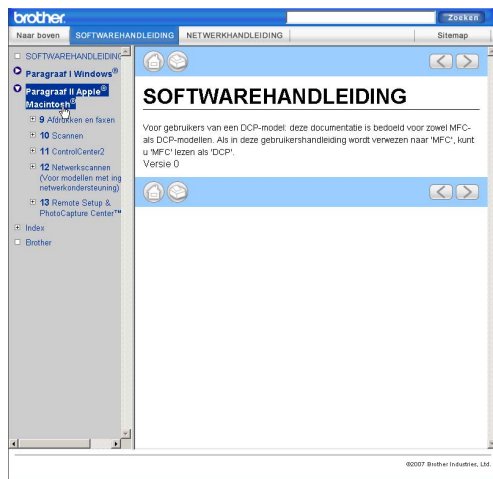 brother.
Zoeken
Naar boven
SOFTWAREHANDLEIDING
NETWERKHANDLEIDING
Sitemap
SOFTWAREHANDLEIDING
Paragraaf I Windows®
Paragraaf II Apple®
Macintosh®
9 Afdrukken en faxen
10 Scannen
11 ControlCenter2
12 Netwerkscannen
(Voor modellen met ing
netwerkondersteuning)
13 Remote Setup &
PhotoCapture Center™
Index
Brother
SOFTWAREHANDLEIDING
Voor gebruikers van een DCP-model: deze documentatie is bedoeld voor zowel MFC-
als DCP-modellen. Als in deze gebruikershandleiding wordt verwezen naar 'MFC', kunt
u 'MFC' lezen als 'DCP'.
Versie 0
©2007 Brother Industries, Ltd.